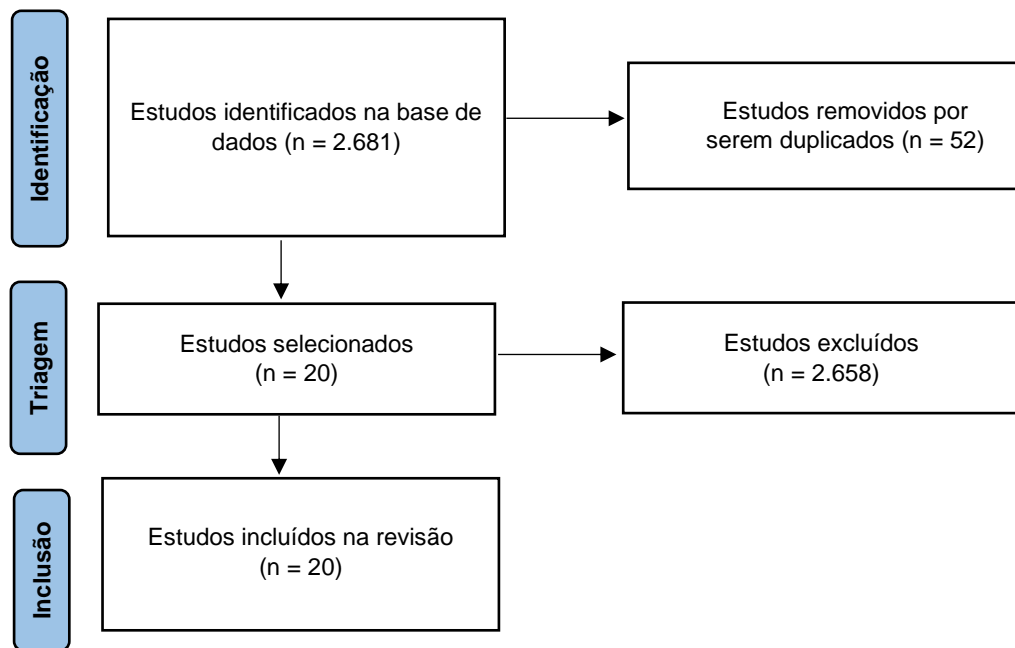 Identificação
Estudos identificados na base de
dados (n = 2.681)
Estudos removidos por
serem duplicados (n = 52)
Triagem
Estudos selecionados
(n = 20)
Estudos excluídos
(n = 2.658)
Inclusão
Estudos incluídos na revisão
(n = 20)